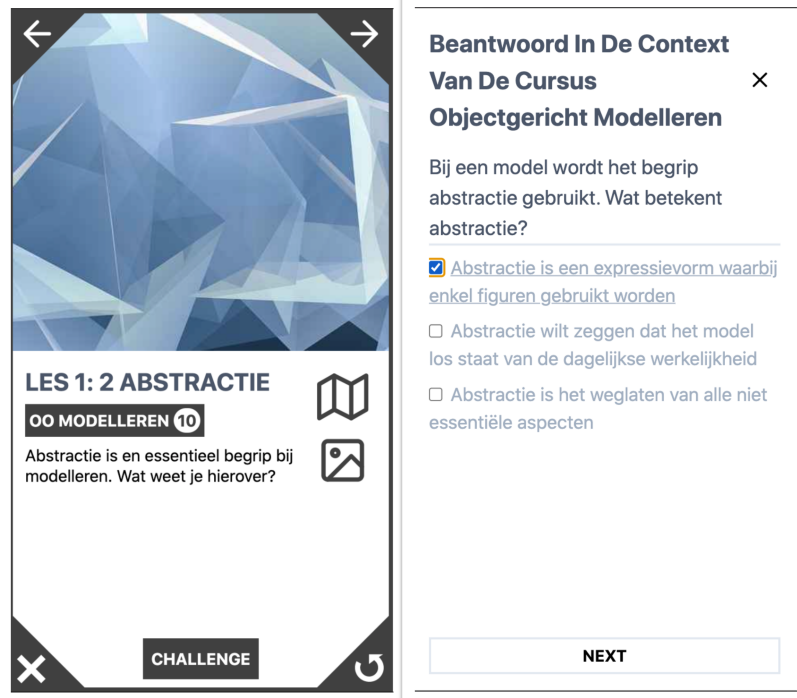 LES 1: 2 ABSTRACTIE
OO MODELLEREN 10
Abstractie is en essentieel begrip bij
modelleren. Wat weet je hierover?
CHALLENGE
Beantwoord In De Context
Van De Cursus
Objectgericht Modelleren
Bij een model wordt het begrip
abstractie gebruikt. Wat betekent
abstractie?
Abstractie is een expressievorm waarbij
enkel figuren gebruikt worden
Abstractie wilt zeggen dat het model
los staat van de dagelijkse werkelijkheid
Abstractie is het weglaten van alle niet
essentiële aspecten
NEXT